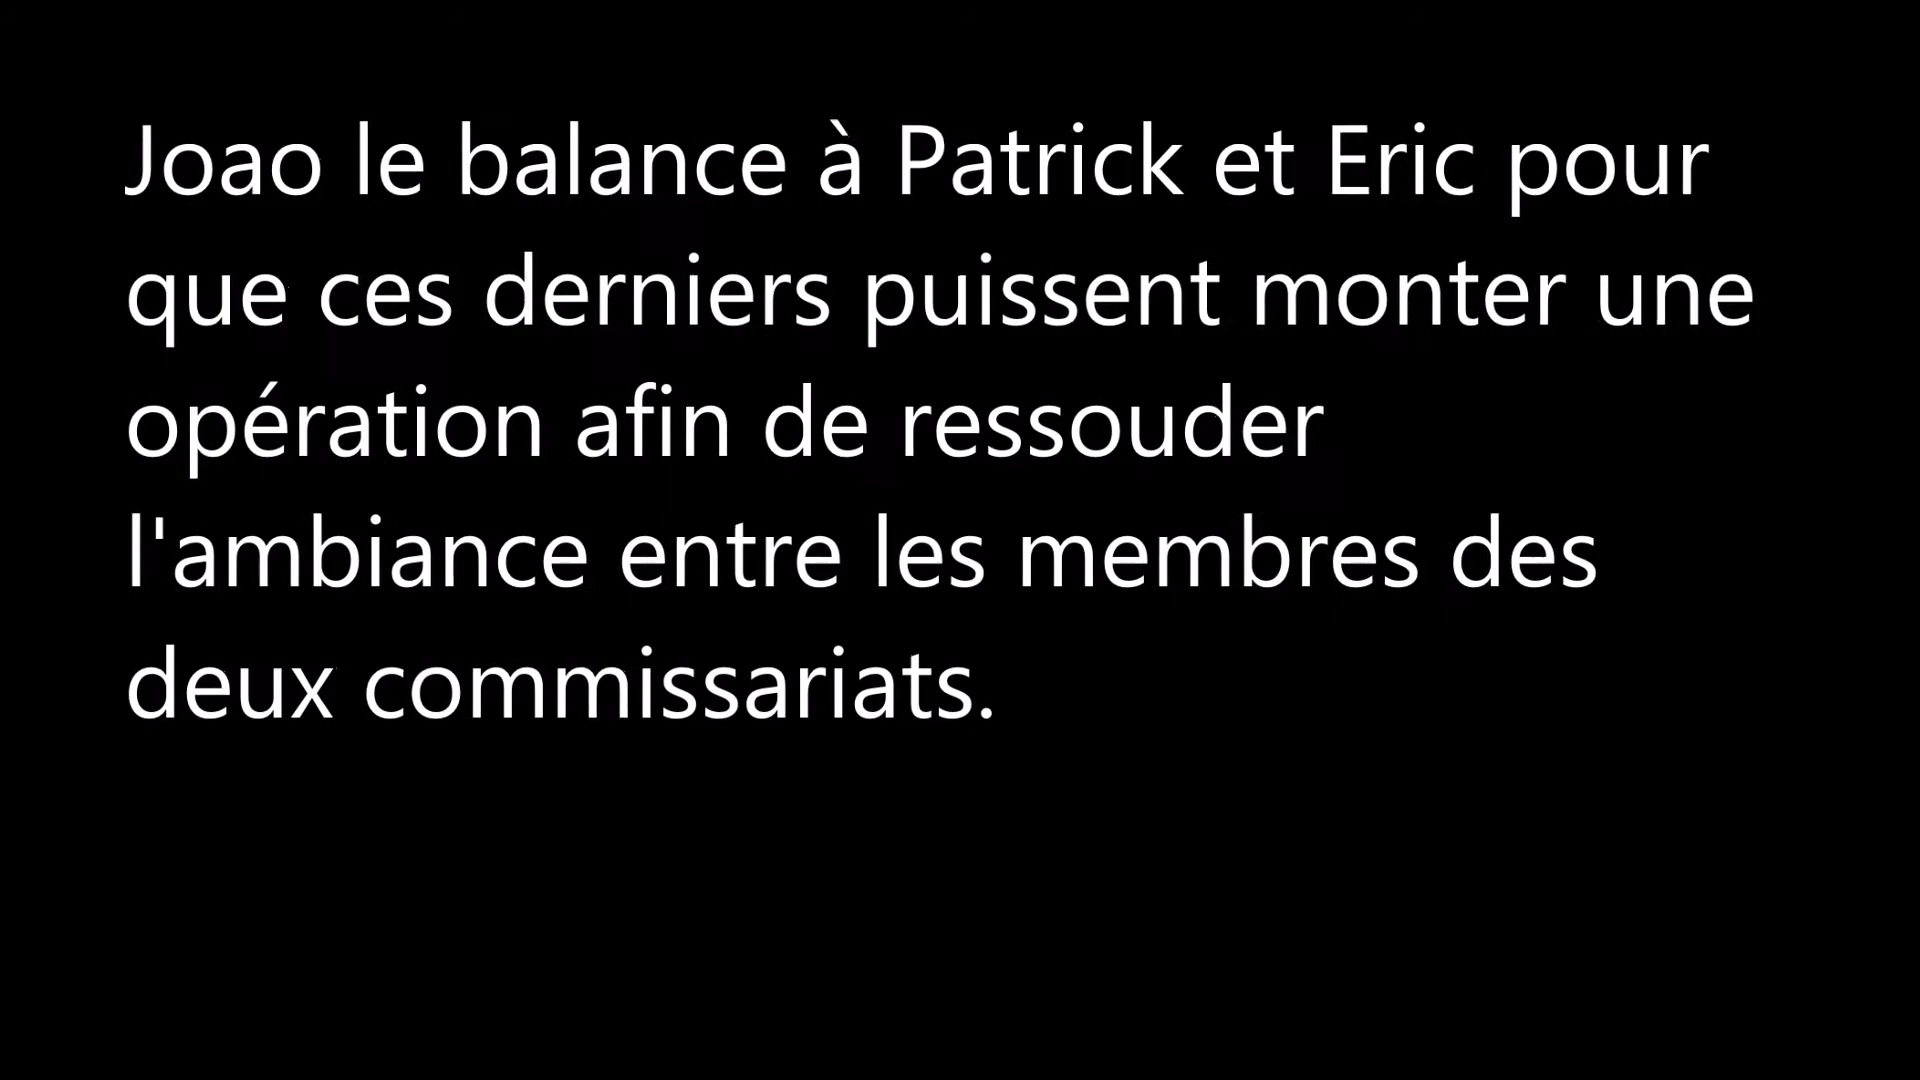 Joao le balance à Patrick et Eric pour
que ces derniers puissent monter une
opération afin de ressouder
l'ambiance entre les membres des
deux commissariats.